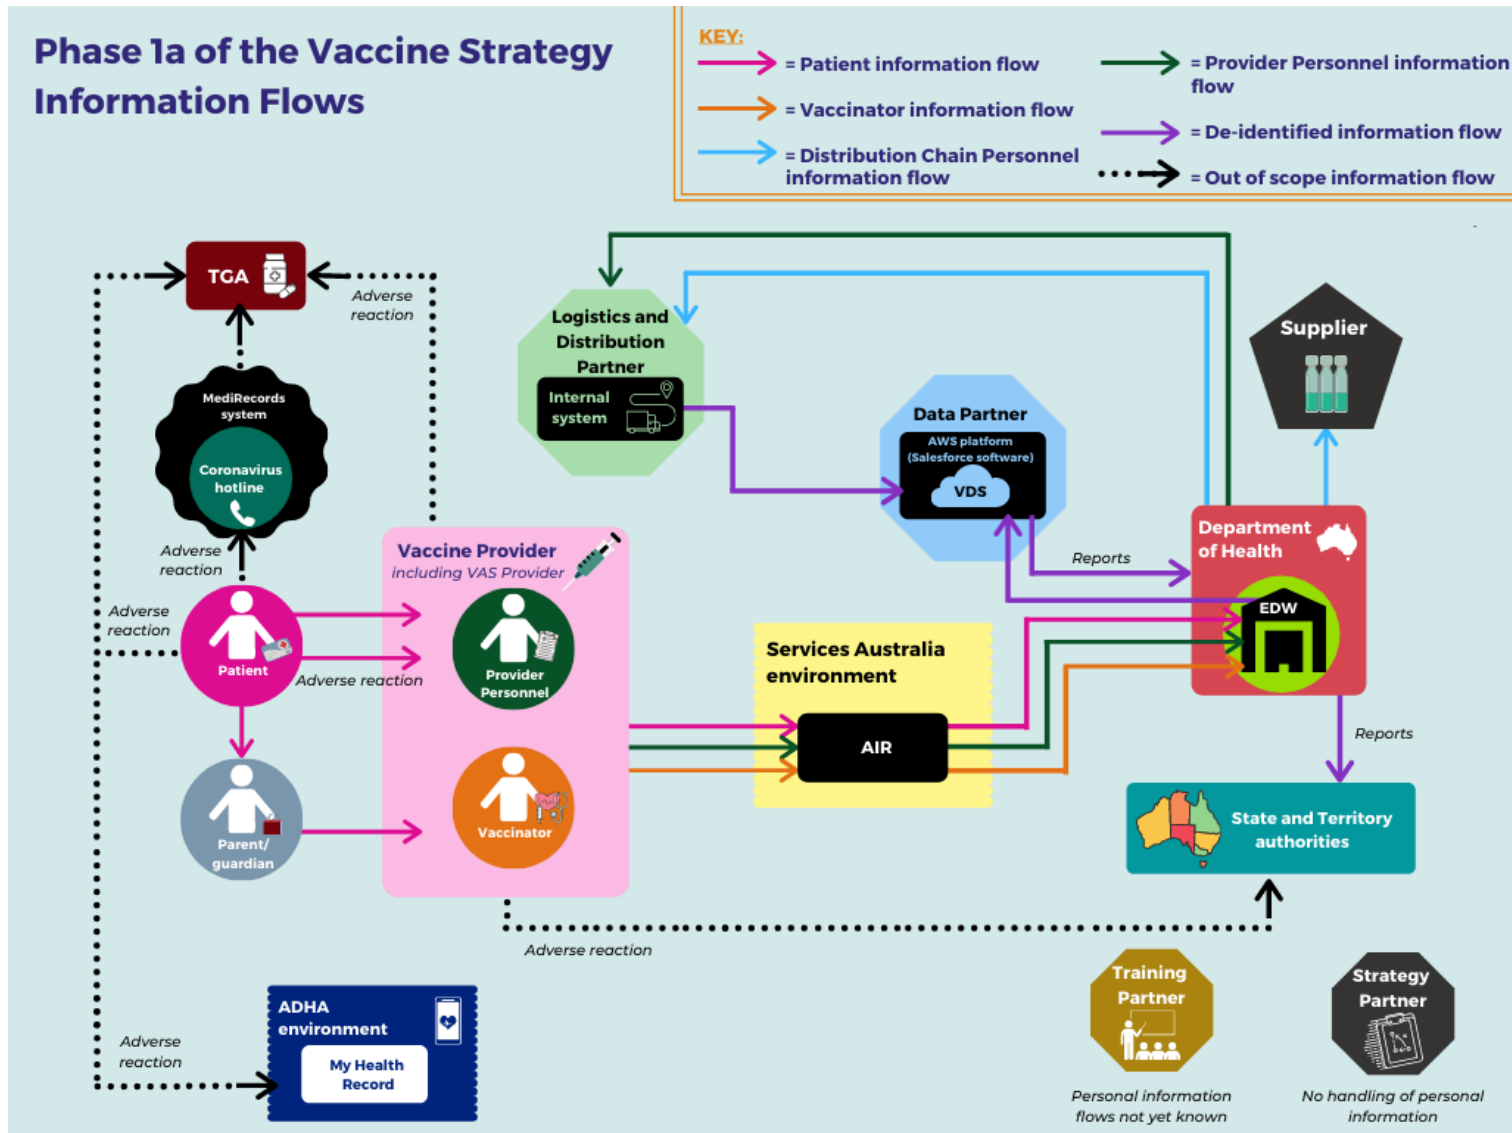 Phase 1a of the Vaccine Strategy
Information Flows
KEY:
= Patient information flow
= Vaccinator information flow
= Distribution Chain Personnel
information flow
= Provider Personnel information
flow
= De-identified information flow
= Out of scope information flow
TGA
Adverse
reaction
MediRecords
system
Coronavirus
hotline
Adverse
reaction
Adverse
reaction
Patient
Adverse reaction
Parent/
guardian
Vaccine Provider
including VAS Provider
Provider
Personnel
Vaccinator
Logistics and
Distribution
Partner
Internal
system
Data Partner
AWS platform
(Salesforce software)
VDS
Reports
Supplier
Department
of Health
EDW
Services Australia
environment
AIR
Reports
State and Territory
authorities
Adverse reaction
ADHA
environment
My Health
Record
Adverse
reaction
Training
Partner
Personal information
flows not yet known
Strategy
Partner
No handling of personal
information